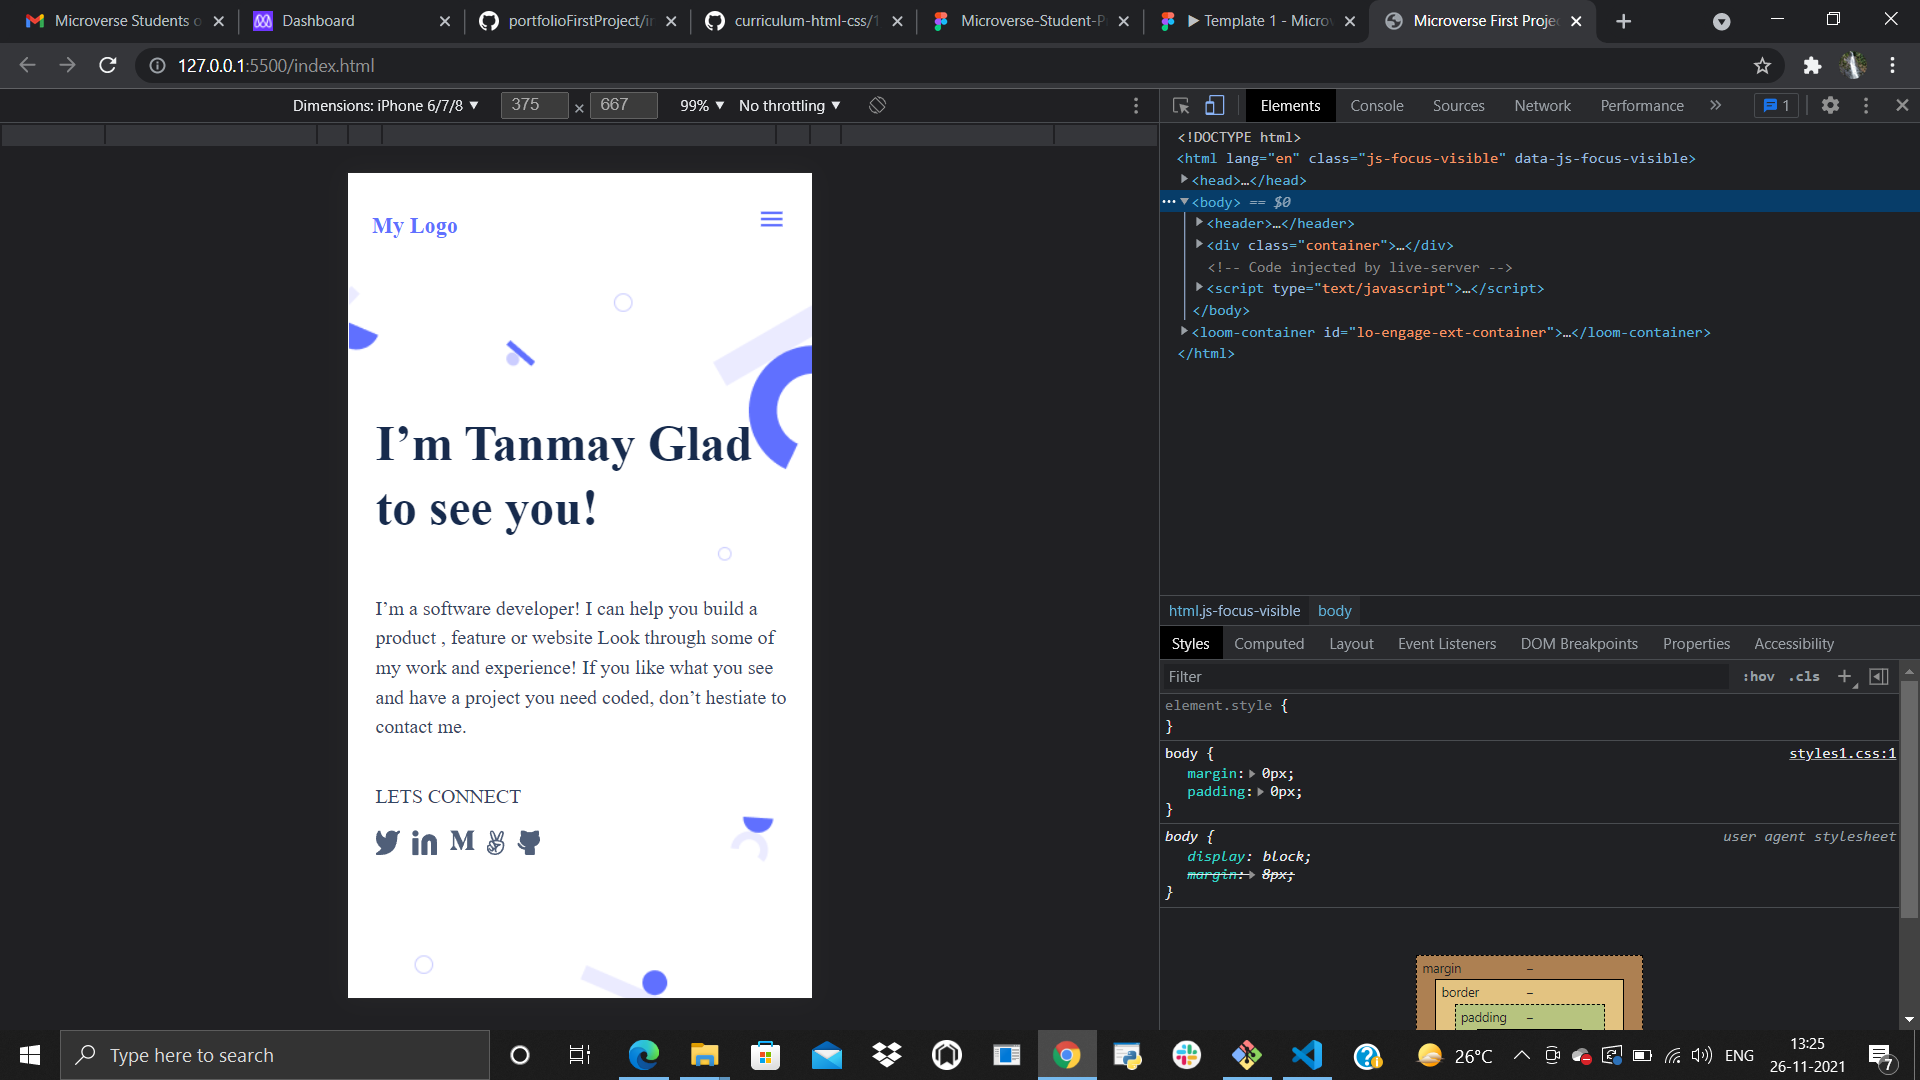 Microverse Students o
Dashboard
portfolioFirstProject/ir
curriculum-html-css/1
Microverse-Student-P
▶ Template 1 - Microv
Microverse First Projec
127.0.0.1:5500/index.html
Dimensions: iPhone 6/7/8 ▼
375
×
667
99% ▼
No throttling ▼
Elements
Console
Sources
Network
Performance
»
1
<!DOCTYPE html>
<html lang="en" class="js-focus-visible" data-js-focus-visible>
<head>…</head>
<body> == $0
<header>…</header>
<div class="container">…</div>
<!-- Code injected by live-server -->
<script type="text/javascript">…</script>
</body>
<loom-container id="lo-engage-ext-container">…</loom-container>
</html>
My Logo
I’m Tanmay Glad
to see you!
I’m a software developer! I can help you build a
product , feature or website Look through some of
my work and experience! If you like what you see
and have a project you need coded, don’t hestiate to
contact me.
LETS CONNECT
html.js-focus-visible
body
Styles
Computed
Layout
Event Listeners
DOM Breakpoints
Properties
Accessibility
Filter
:hov
.cls
element.style {
}
body {
styles1.css:1
margin: 0px;
padding: 0px;
}
body {
user agent stylesheet
display: block;
margin: 8px;
}
margin –
border –
padding –
Type here to search
26°C
ENG
13:25
26-11-2021
7